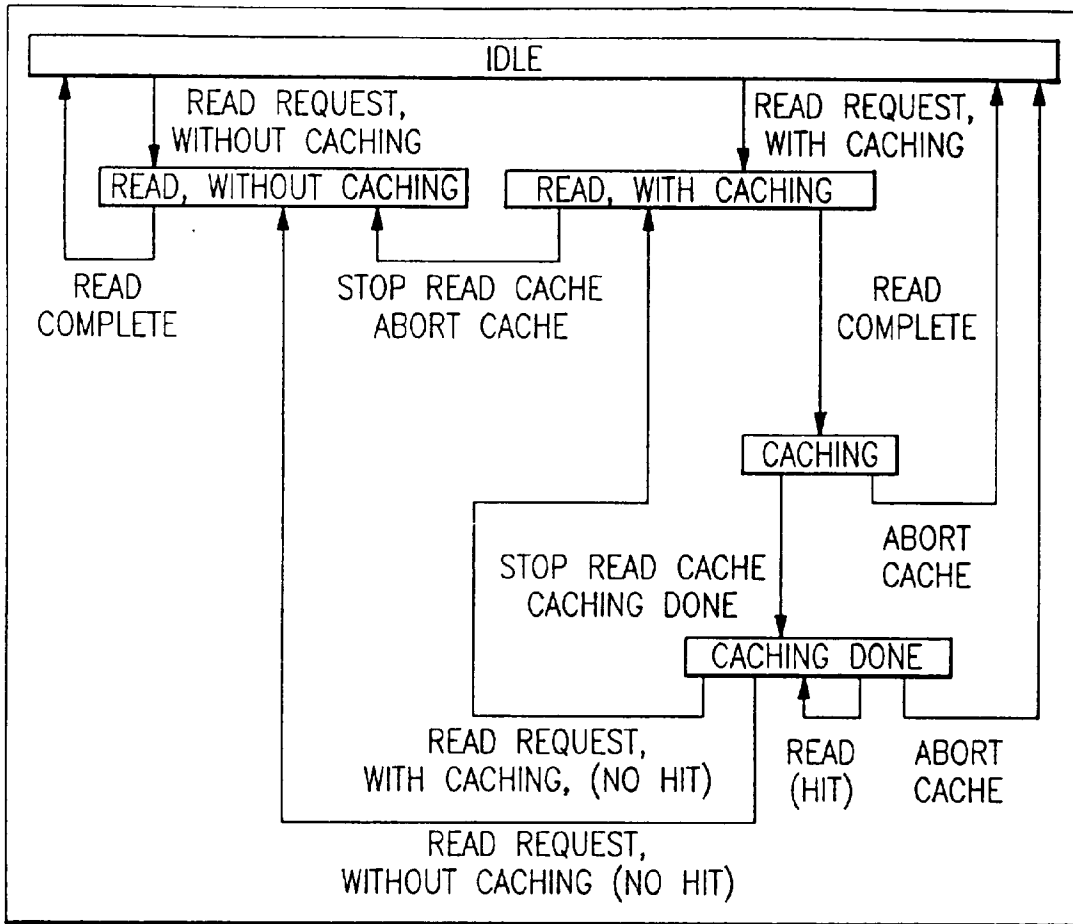 IDLE
READ REQUEST,
WITHOUT CACHING
READ REQUEST,
WITH CACHING
READ, WITHOUT CACHING
READ, WITH CACHING
READ
COMPLETE
STOP READ CACHE
ABORT CACHE
READ
COMPLETE
CACHING
ABORT
CACHE
STOP READ CACHE
CACHING DONE
CACHING DONE
READ REQUEST,
WITH CACHING, (NO HIT)
READ
(HIT)
ABORT
CACHE
READ REQUEST,
WITHOUT CACHING (NO HIT)